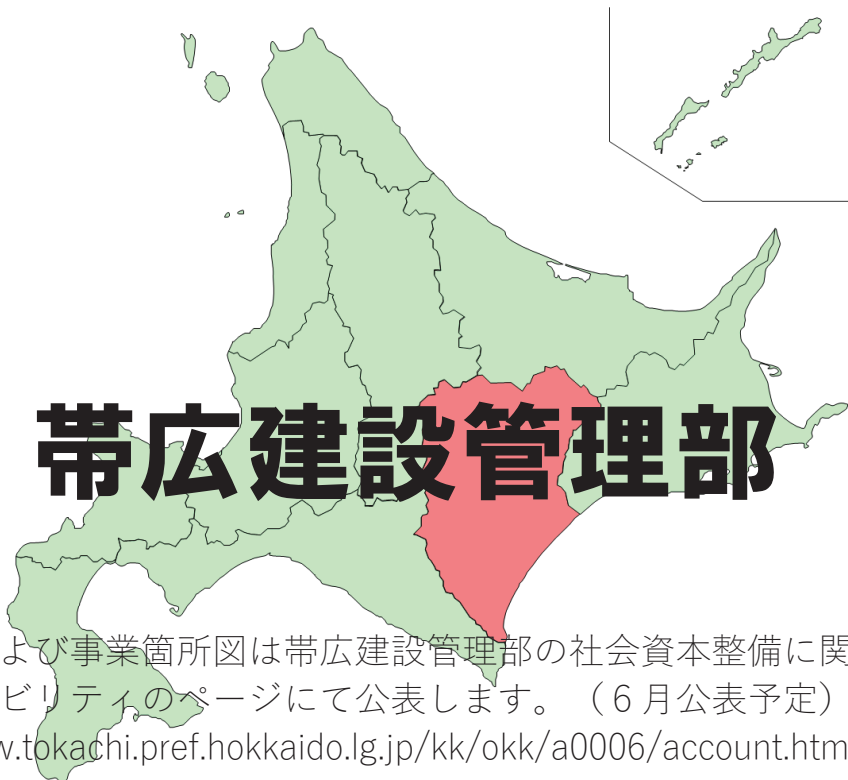 帯広建設管理部
よび事業箇所図は帯広建設管理部の社会資本整備に関
ビリティのページにて公表します。（６月公表予定）
w.tokachi.pref.hokkaido.lg.jp/kk/okk/a0006/account.htm